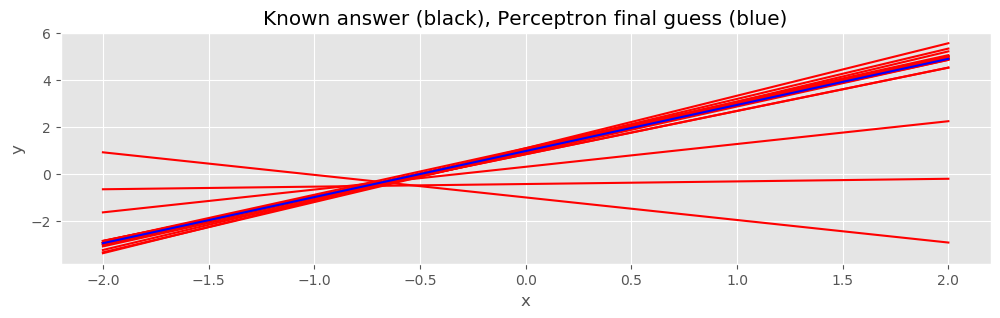 Known answer (black), Perceptron final guess (blue)
6
4
2
0
−2
y
−2.0 −1.5 −1.0 −0.5 0.0 0.5 1.0 1.5 2.0
x